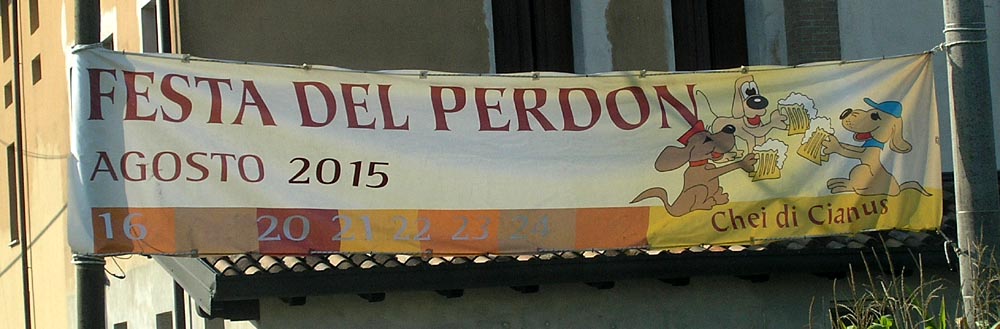 FESTA DEL PERDON
AGOSTO 2015
16 20 21 22 23 24
Chei di Cianus